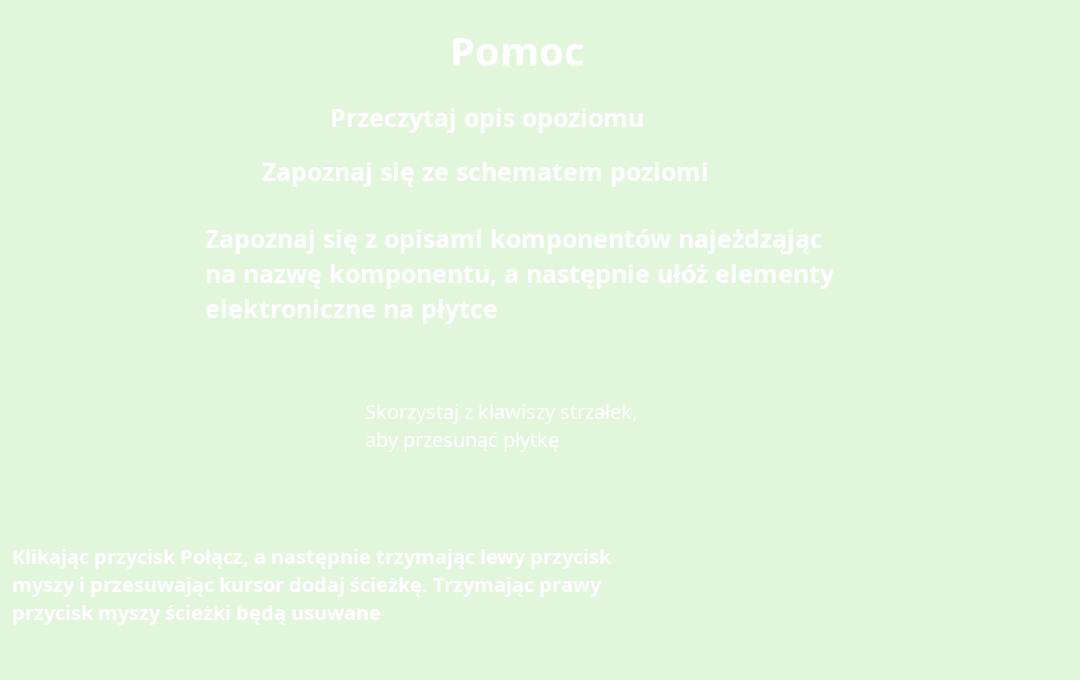 Pomoc
Przeczytaj opis opoziomu
Zapoznaj się ze schematem poziomi
Zapoznaj się z opisami komponentów najeżdząjąc
na nazwę komponentu, a następnie ułóż elementy
elektroniczne na płytce
Skorzystaj z klawiszy strzałek,
aby przesunąć płytkę
Klikając przycisk Połącz, a następnie trzymając lewy przycisk
myszy i przesuwając kursor dodaj ścieżkę. Trzymając prawy
przycisk myszy ścieżki będą usuwane